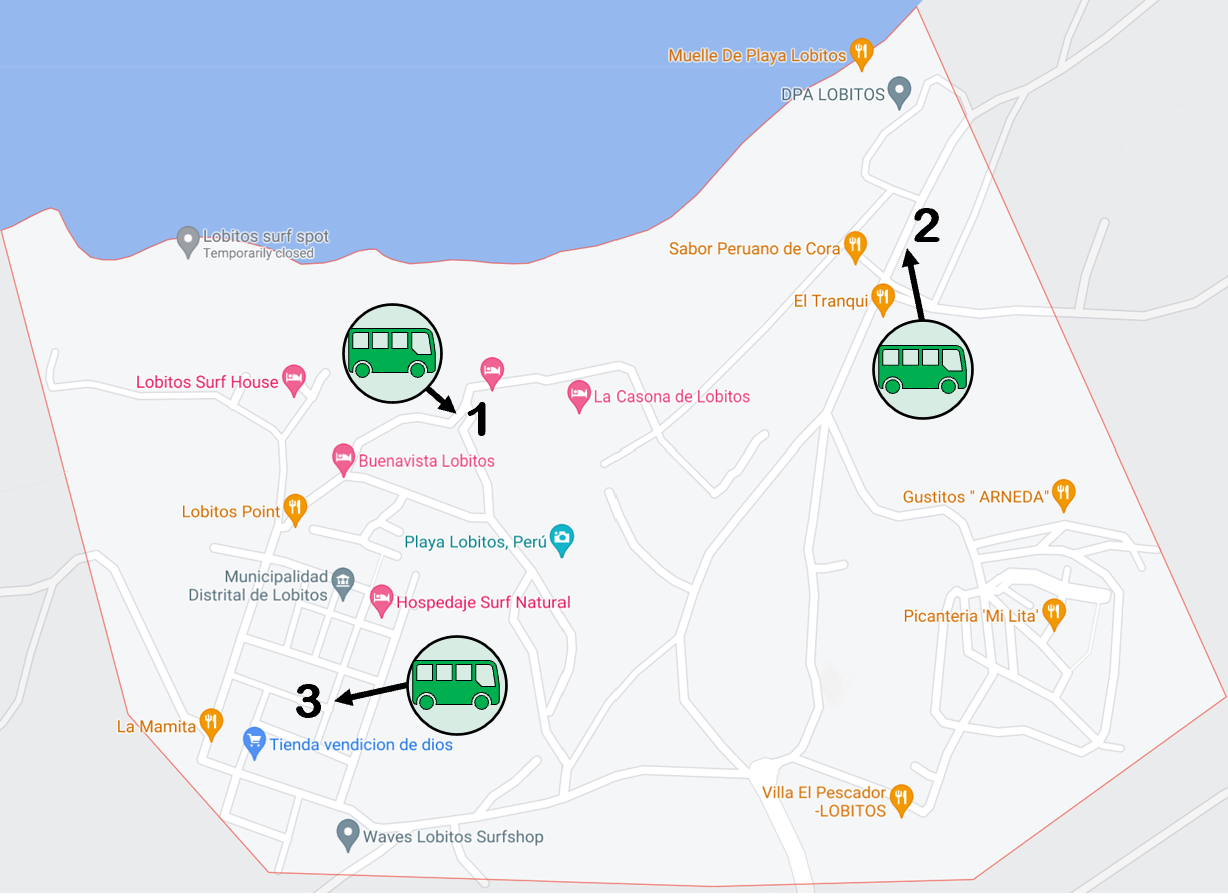 Muelle De Playa Lobitos
DPA LOBITOS
2
Lobitos surf spot
Temporarily closed
Sabor Peruano de Cora
El Tranqui
Lobitos Surf House
La Casona de Lobitos
1
Buenavista Lobitos
Gustitos " ARNEDA"
Lobitos Point
Playa Lobitos, Perú
Municipalidad
Distrital de Lobitos
Hospedaje Surf Natural
Picanteria 'Mi Lita'
3
La Mamita
Tienda vendicion de dios
Villa El Pescador
-LOBITOS
Waves Lobitos Surfshop